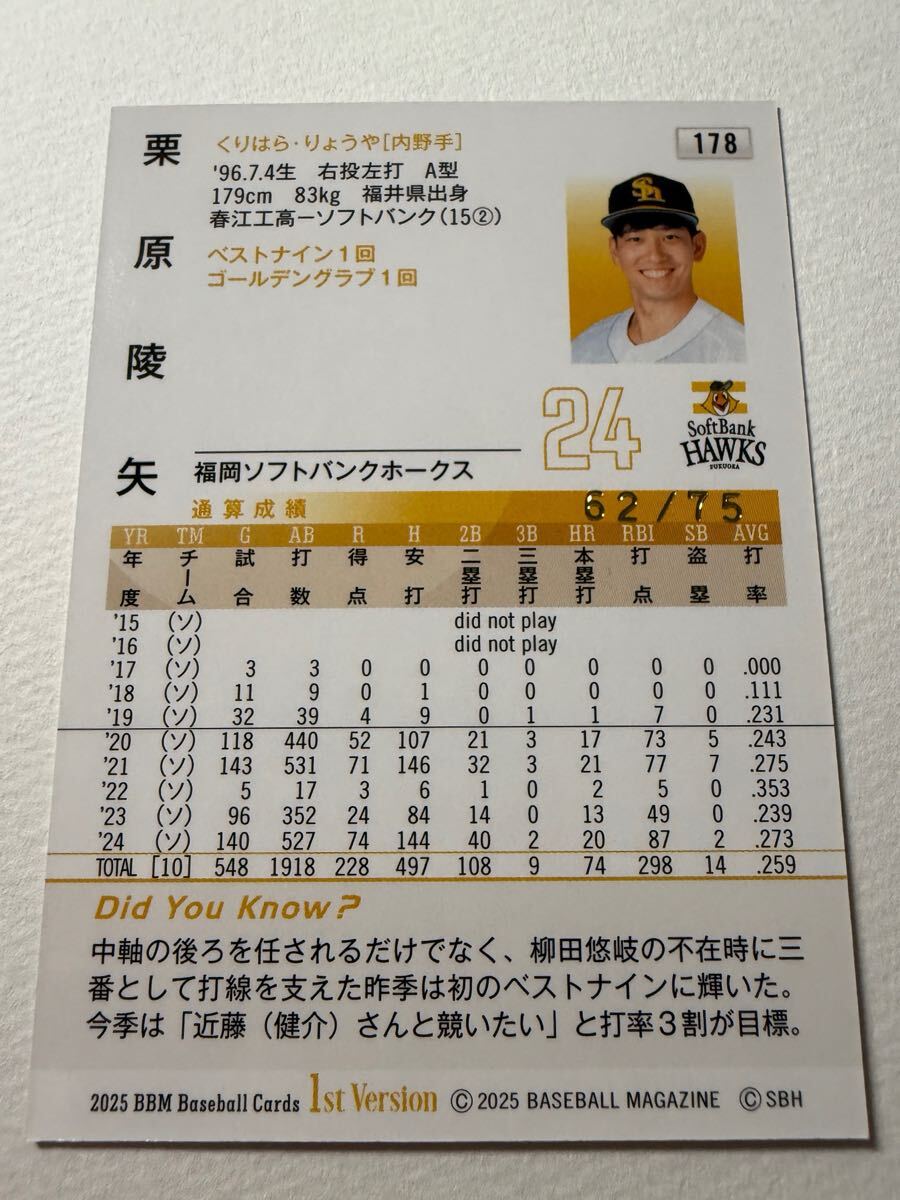 栗原陵矢
くりはら・りょうや[内野手]
178
'96.7.4生 右投左打 A型
179cm 83kg 福井県出身
春江工高ーソフトバンク(15②)
ベストナイン1回
ゴールデングラブ1回
24
SoftBank
HAWKS
FUKUOKA
福岡ソフトバンクホークス
通算成績
62/75
YR TM G AB R H 2B 3B HR RBI SB AVG
年度 チーム 試合 打数 得点 安打 二塁打 三塁打 本塁打 打点 盗塁 打率
'15 (ソ) did not play
'16 (ソ) did not play
'17 (ソ) 3 3 0 0 0 0 0 0 0 .000
'18 (ソ) 11 9 0 1 0 0 0 0 0 .111
'19 (ソ) 32 39 4 9 0 1 1 7 0 .231
'20 (ソ) 118 440 52 107 21 3 17 73 5 .243
'21 (ソ) 143 531 71 146 32 3 21 77 7 .275
'22 (ソ) 5 17 3 6 1 0 2 5 0 .353
'23 (ソ) 96 352 24 84 14 0 13 49 0 .239
'24 (ソ) 140 527 74 144 40 2 20 87 2 .273
TOTAL [10] 548 1918 228 497 108 9 74 298 14 .259
Did You Know?
中軸の後ろを任されるだけでなく、柳田悠岐の不在時に三
番として打線を支えた昨季は初のベストナインに輝いた。
今季は「近藤(健介)さんと競いたい」と打率3割が目標。
2025 BBM Baseball Cards 1st Version ©2025 BASEBALL MAGAZINE ©SBH